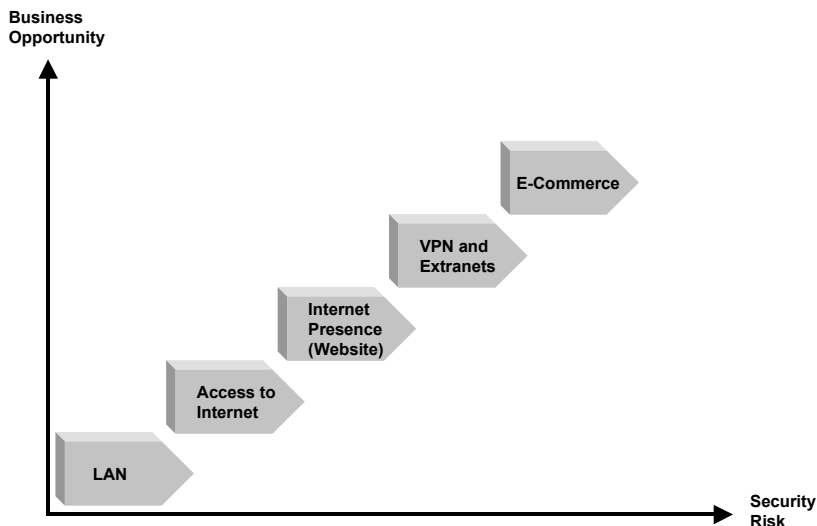 Business
Opportunity
E-Commerce
VPN and
Extranets
Internet
Presence
(Website)
Access to
Internet
LAN
Security
Risk